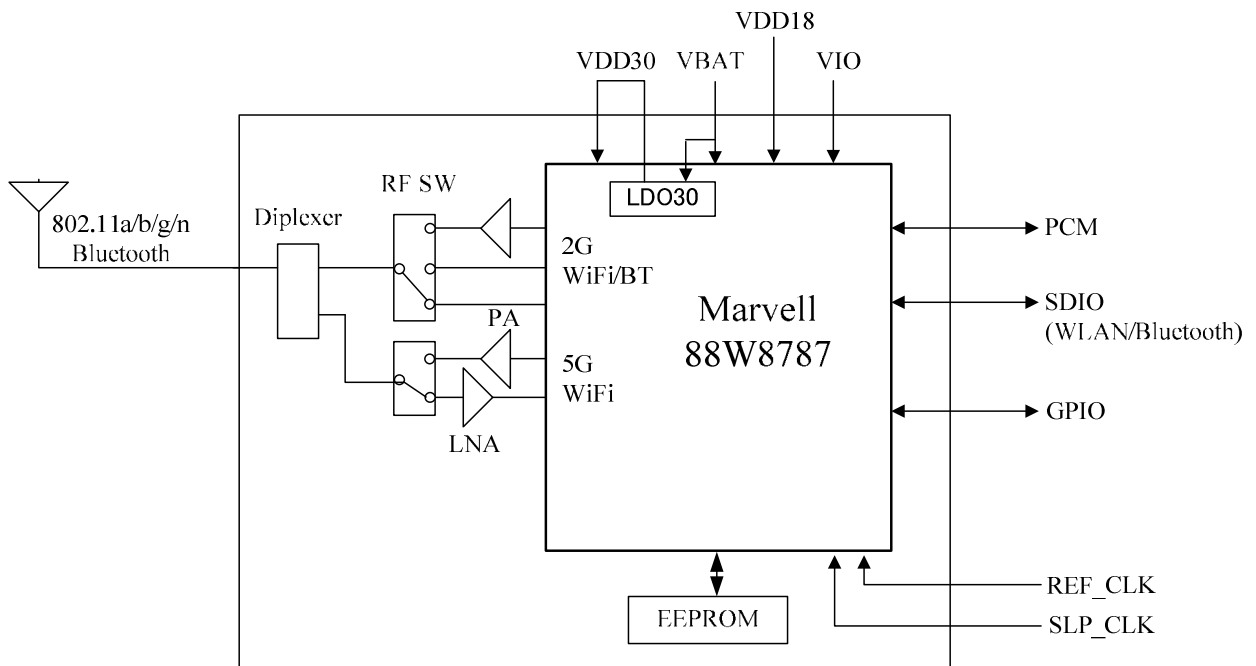 VDD18
VDD30
VBAT
VIO
RF SW
LDO30
802.11a/b/g/n
Bluetooth
Diplexer
2G
WiFi/BT
PCM
Marvell
88W8787
SDIO
(WLAN/Bluetooth)
PA
5G
WiFi
GPIO
LNA
REF_CLK
EEPROM
SLP_CLK